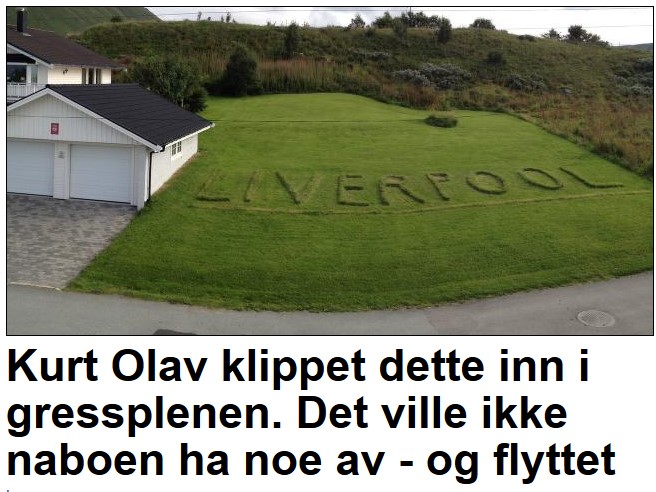 LIVERPOOL
Kurt Olav klippet dette inn i
gressplenen. Det ville ikke
naboen ha noe av - og flyttet